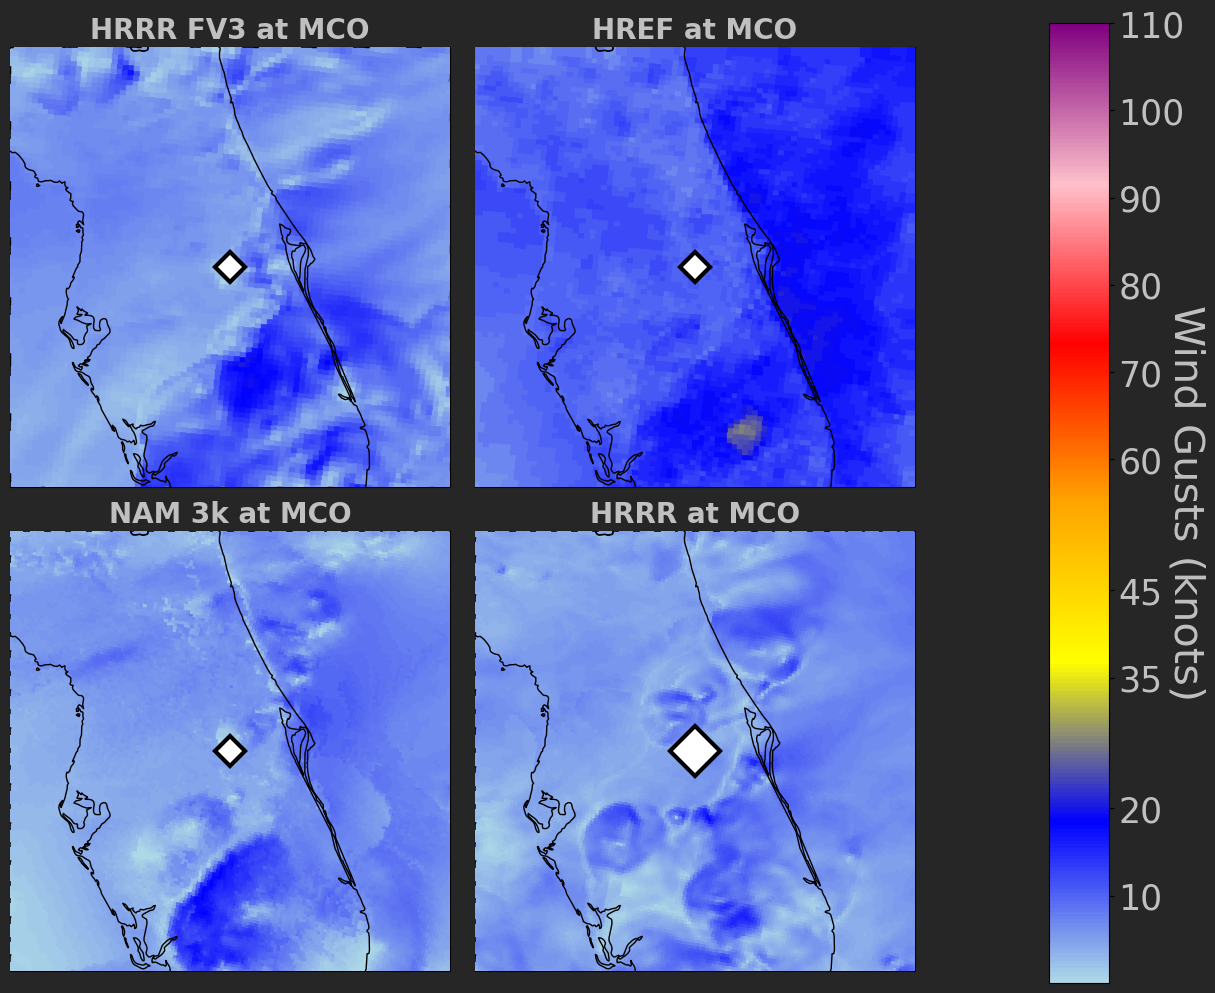 HRRR FV3 at MCO
HREF at MCO
NAM 3k at MCO
HRRR at MCO
110
100
90
80
70
60
45
35
20
10
Wind Gusts (knots)